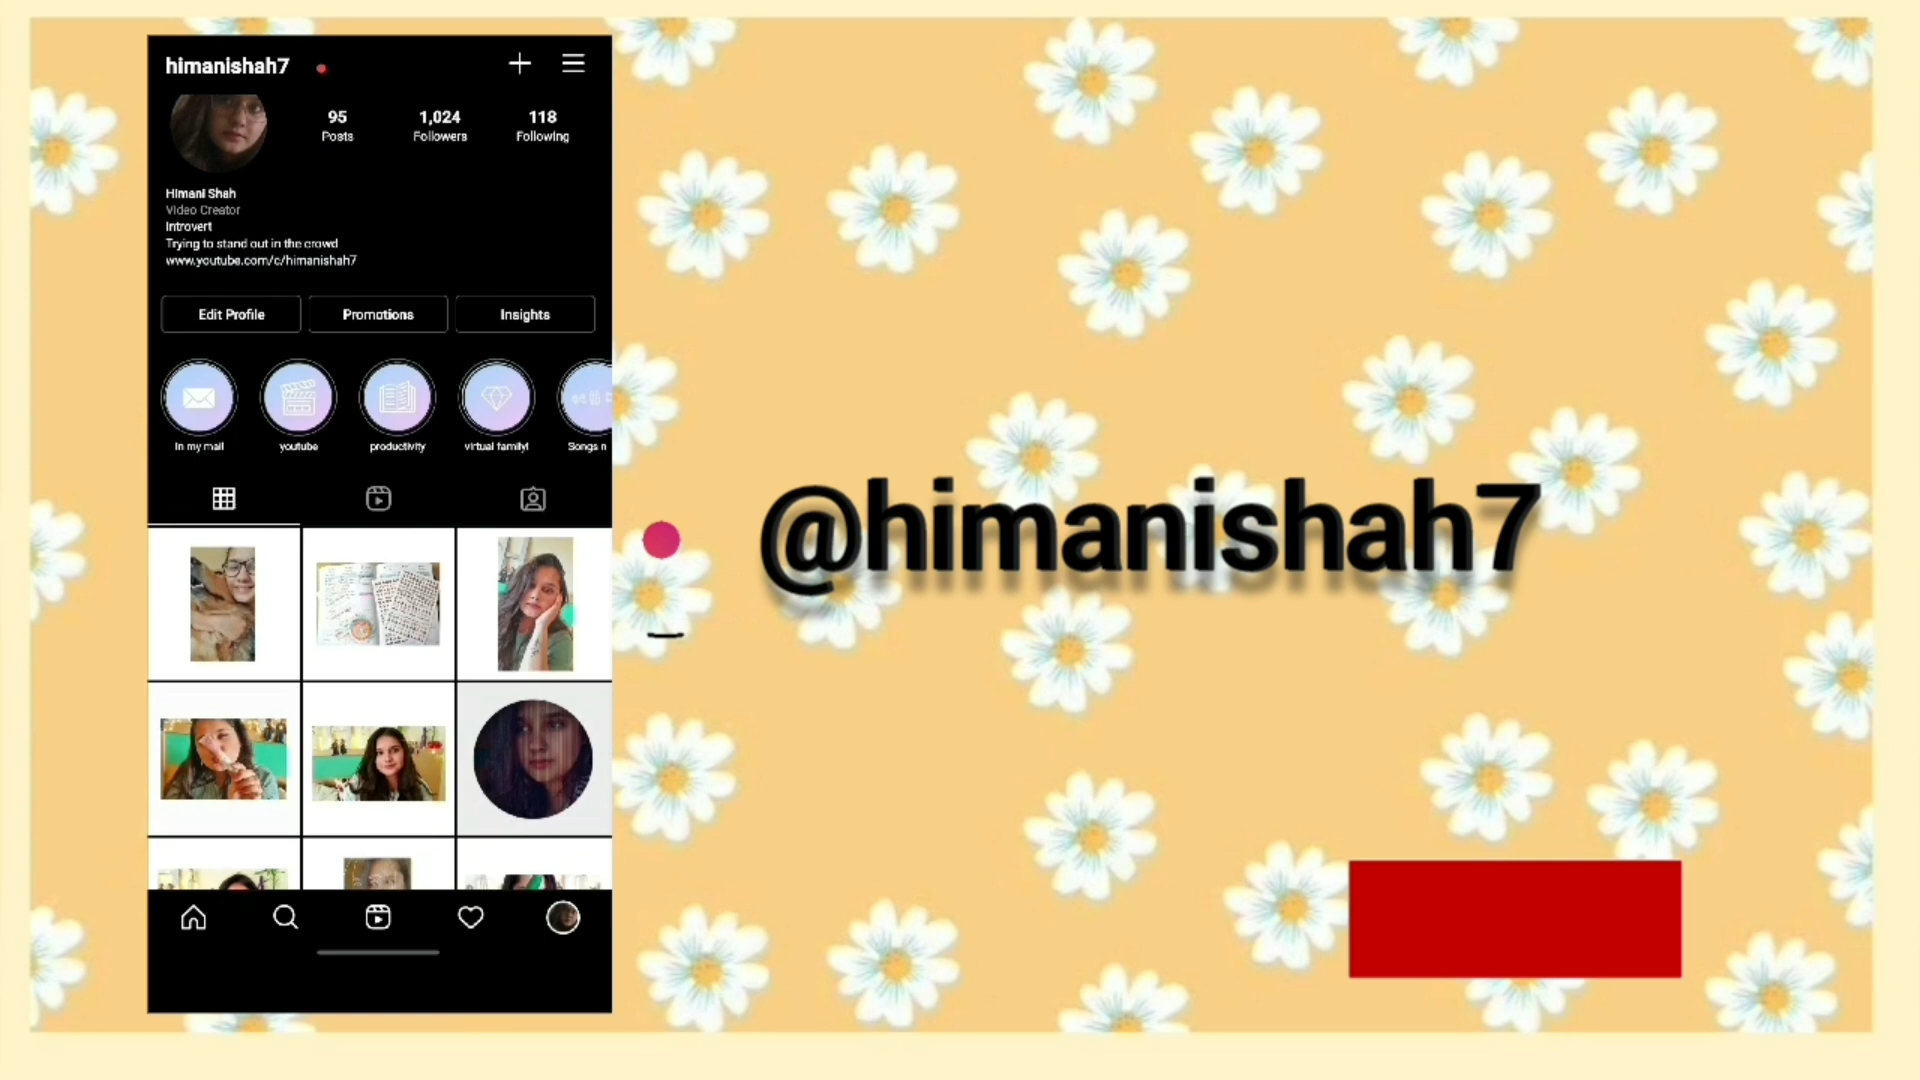 himanishah7
95 1,024 118
Posts Followers Following
Himani Shah
Video Creator
Introvert
Trying to stand out in the crowd
www.youtube.com/c/himanishah7
Edit Profile Promotions Insights
In my mail youtube productivity virtual family! Songs n
@himanishah7